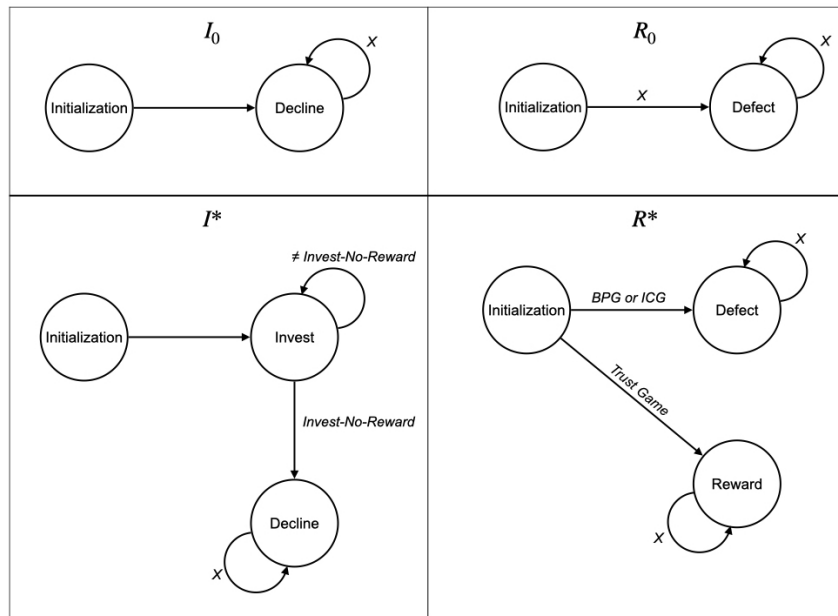 I₀
X
Initialization
Decline
R₀
X
X
Initialization
Defect
I*
≠ Invest-No-Reward
Initialization
Invest
Invest-No-Reward
Decline
X
R*
X
BPG or ICG
Initialization
Defect
Trust Game
Reward
X